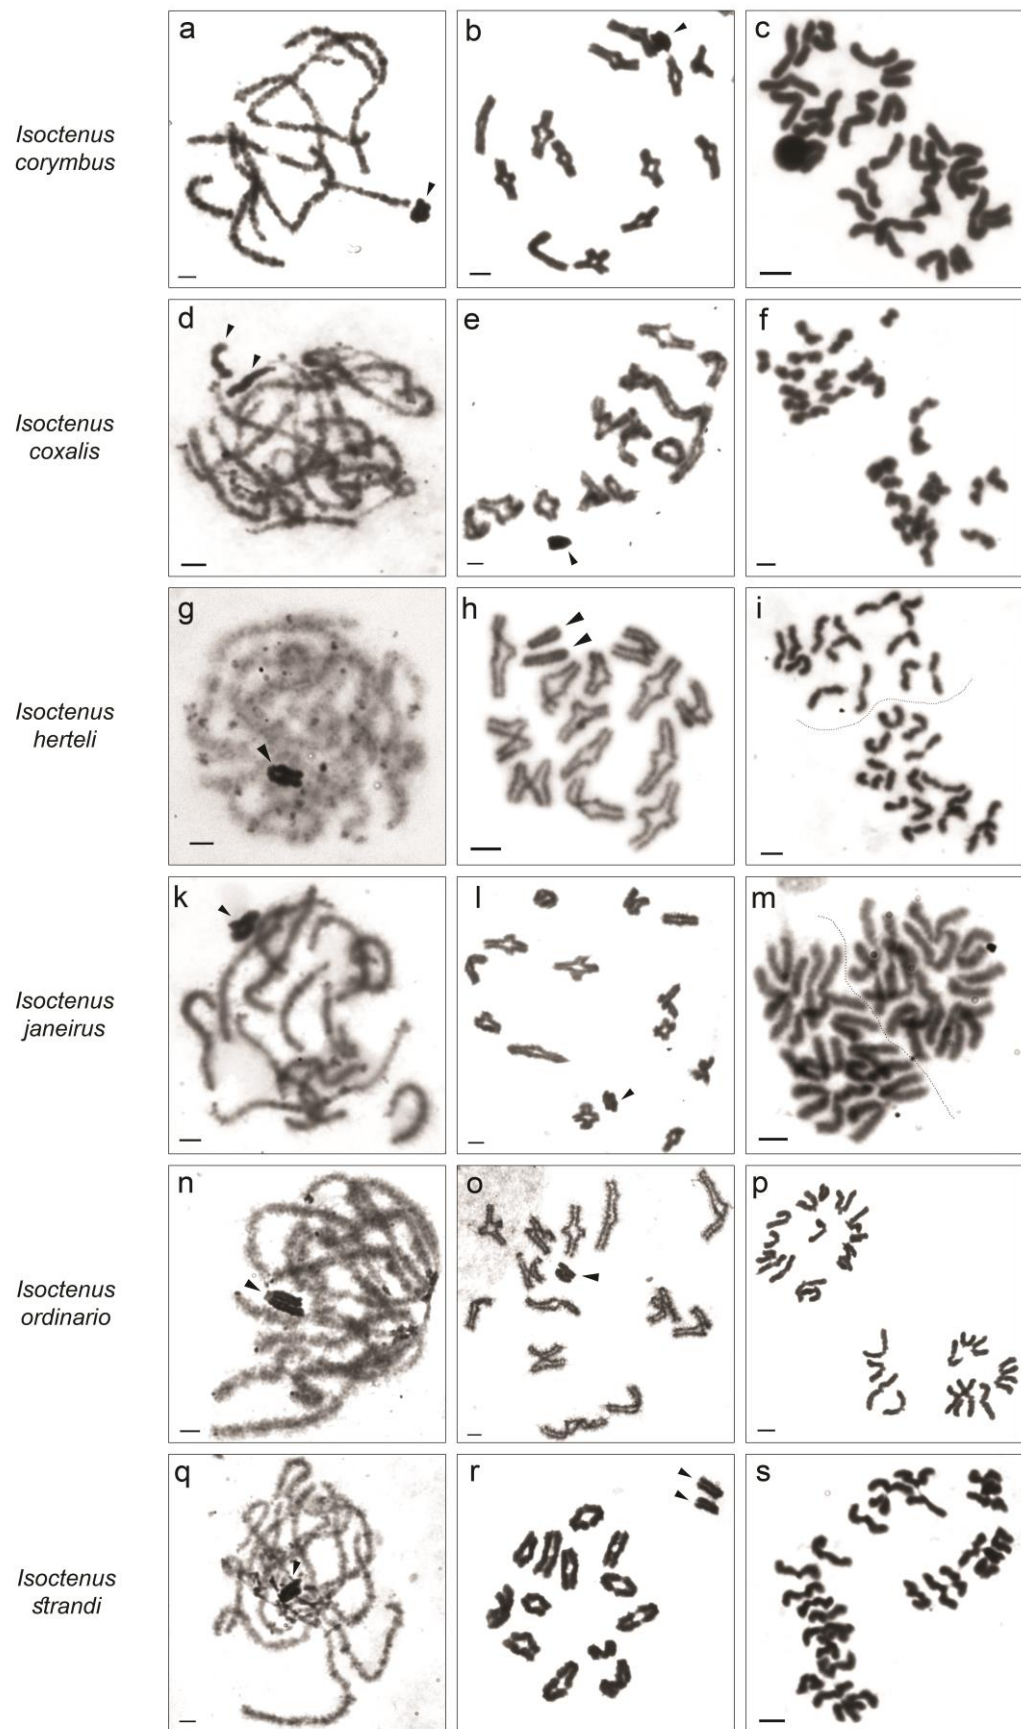 a
b
c
Isoctenus
corymbus
d
e
f
Isoctenus
coxalis
g
h
i
Isoctenus
herteli
k
l
m
Isoctenus
janeirus
n
o
p
Isoctenus
ordinario
q
r
s
Isoctenus
strandi